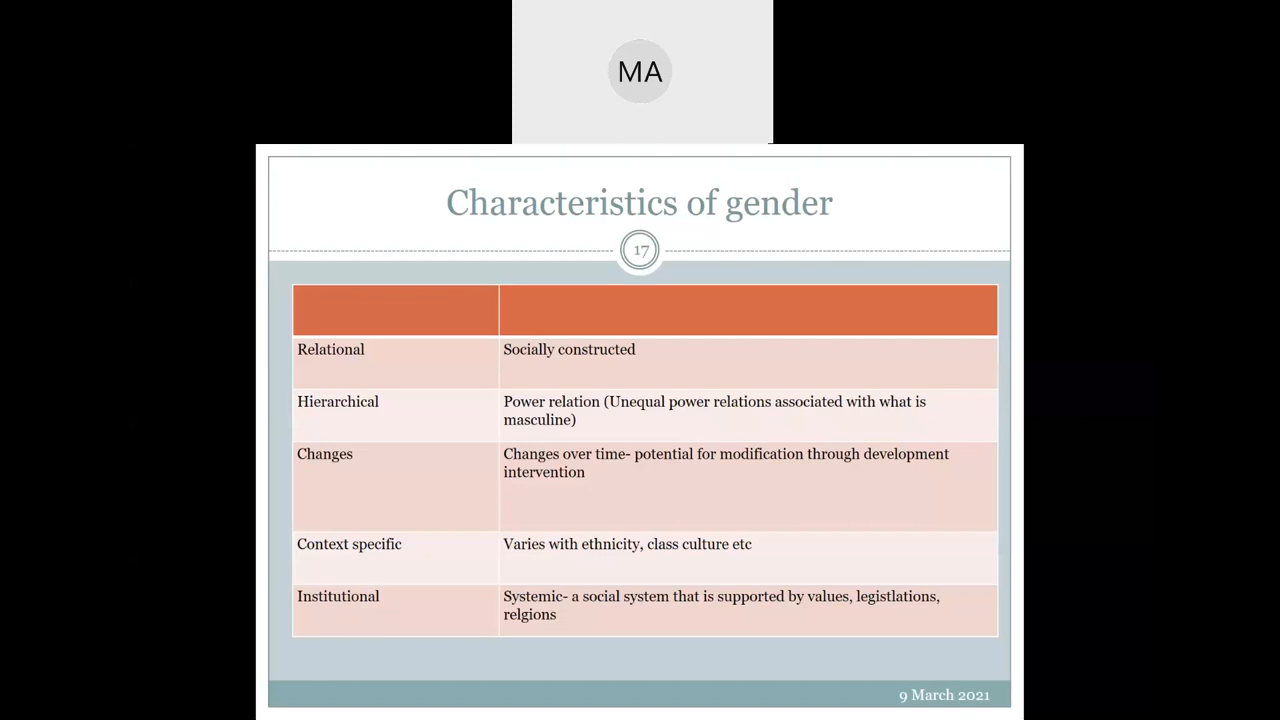 MA
Characteristics of gender
17
Relational
Socially constructed
Hierarchical
Power relation (Unequal power relations associated with what is
masculine)
Changes
Changes over time- potential for modification through development
intervention
Context specific
Varies with ethnicity, class culture etc
Institutional
Systemic- a social system that is supported by values, legistlations,
relgions
9 March 2021